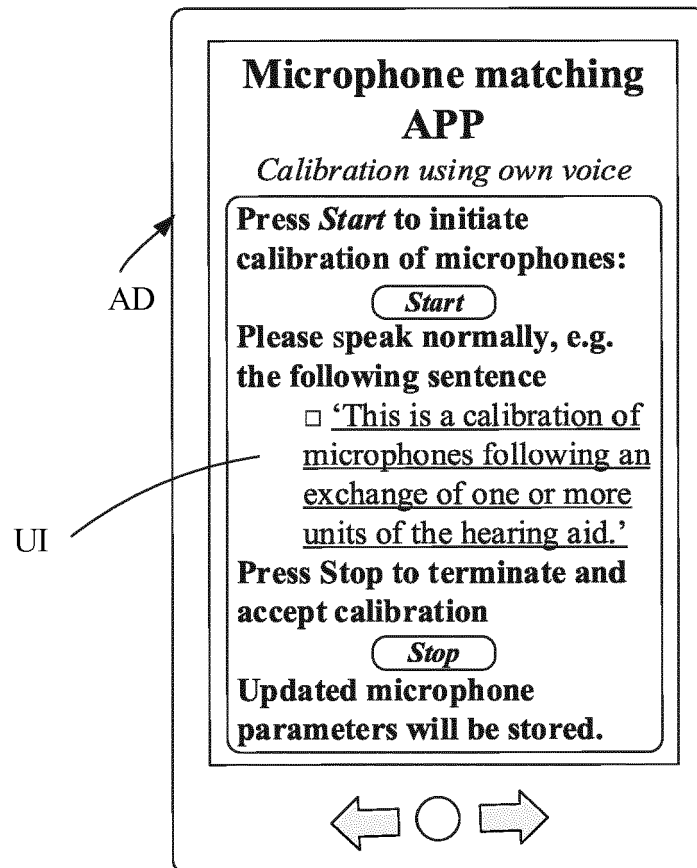 Microphone matching
APP
Calibration using own voice
Press Start to initiate
calibration of microphones:
Start
AD
Please speak normally, e.g.
the following sentence
□ ‘This is a calibration of
microphones following an
exchange of one or more
units of the hearing aid.’
UI
Press Stop to terminate and
accept calibration
Stop
Updated microphone
parameters will be stored.